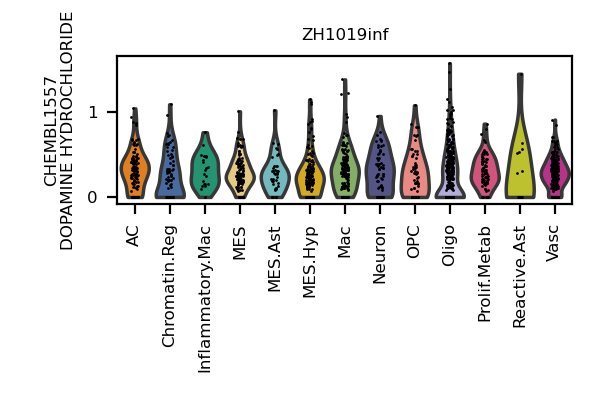 ZH1019inf
CHEMBL1557
DOPAMINE HYDROCHLORIDE
1
0
AC
Chromatin.Reg
Inflammatory.Mac
MES
MES.Ast
MES.Hyp
Mac
Neuron
OPC
Oligo
Prolif.Metab
Reactive.Ast
Vasc